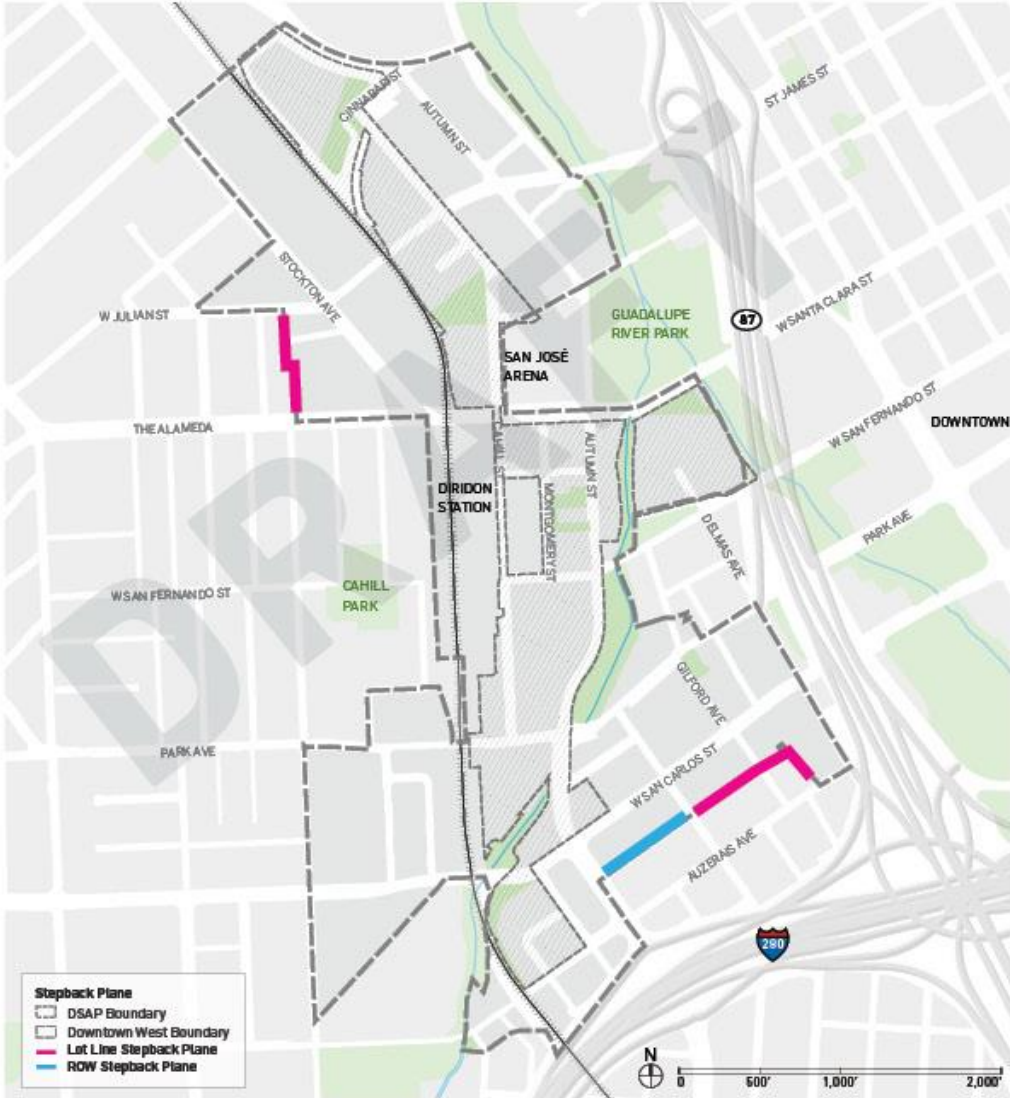 CINNABAR ST
AUTUMN ST
ST JAMES ST
STOCKTON AVE
W JULIAN ST
GUADALUPE
RIVER PARK
87
W SANTA CLARA ST
SAN JOSÉ
ARENA
W SAN FERNANDO ST
DOWNTOWN
THE ALAMEDA
CAHILL ST
AUTUMN ST
DIRIDON
STATION
MONTGOMERY ST
DELMAS AVE
PARK AVE
W SAN FERNANDO ST
CAHILL
PARK
GILFORD AVE
PARK AVE
W SAN CARLOS ST
AUZERAIS AVE
280
DRAFT
Stepback Plane
DSAP Boundary
Downtown West Boundary
Lot Line Stepback Plane
ROW Stepback Plane
N
0 500' 1,000' 2,000'